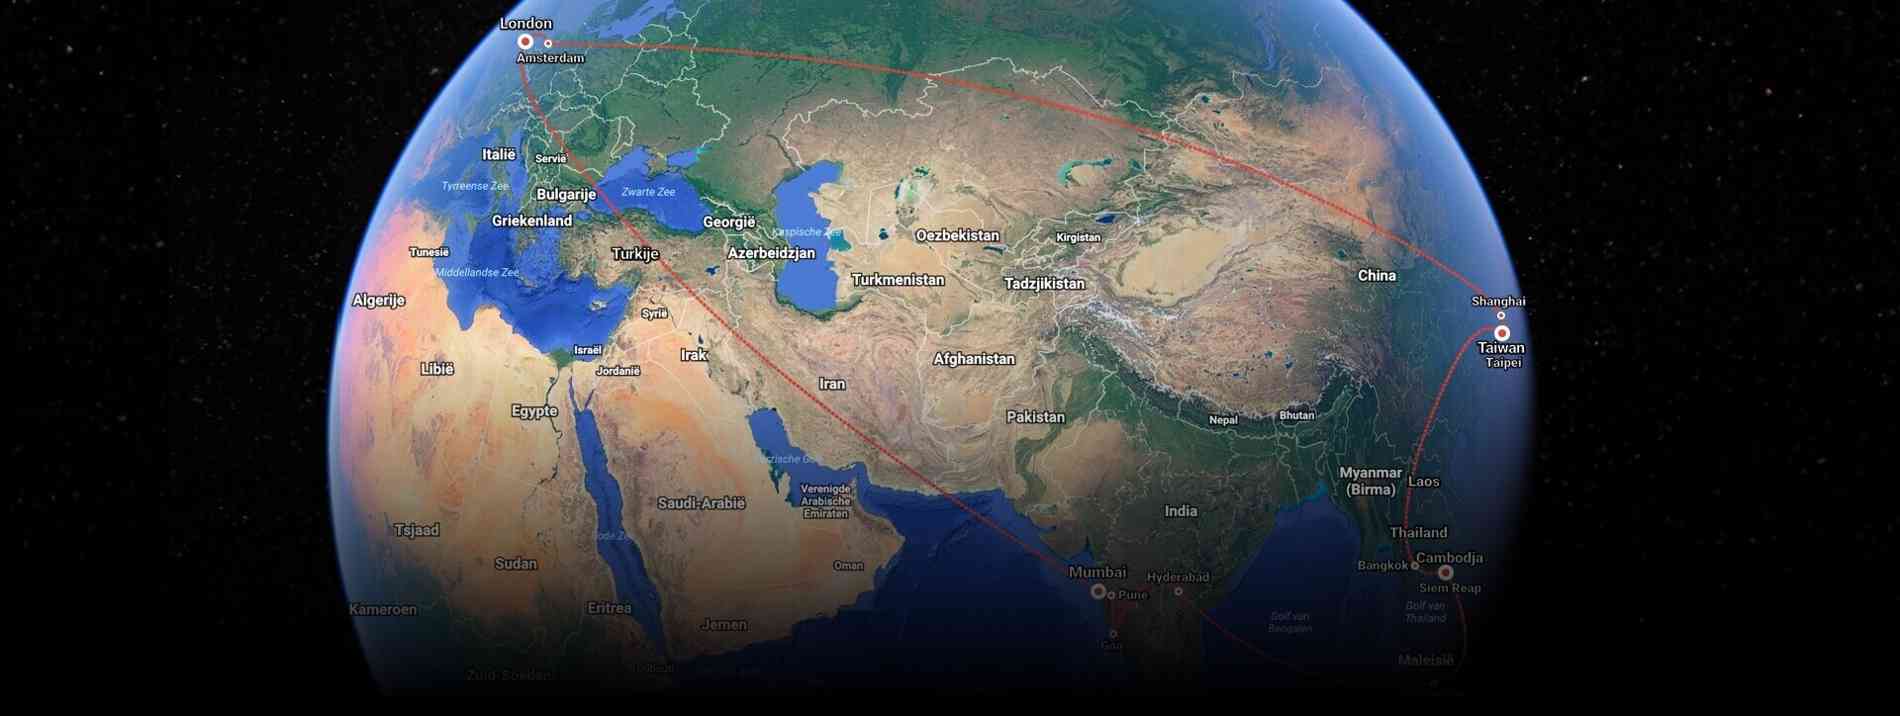 London
Amsterdam
Italië
Servië
Tyrreense Zee
Bulgarije
Zwarte Zee
Griekenland
Georgië
Kaspische Zee
Oezbekistan
Kirgistan
Tunesië
Turkije
Azerbeidzjan
Middellandse Zee
Turkmenistan
Tadzjikistan
China
Algerije
Shanghai
Syrië
Taiwan
Taipei
Israël
Irak
Afghanistan
Libië
Jordanië
Iran
Egypte
Pakistan
Nepal
Bhutan
Verenigde
Arabische
Emiraten
Saudi-Arabië
Myanmar
(Birma)
Laos
India
Tsjaad
Thailand
Sudan
Oman
Bangkok
Cambodja
Siem Reap
Mumbai
Hyderabad
Pune
Kameroen
Eritrea
Golf van
Bengalen
Golf van
Thailand
Jemen
Goa
Maleisië
Zuid-Soedan